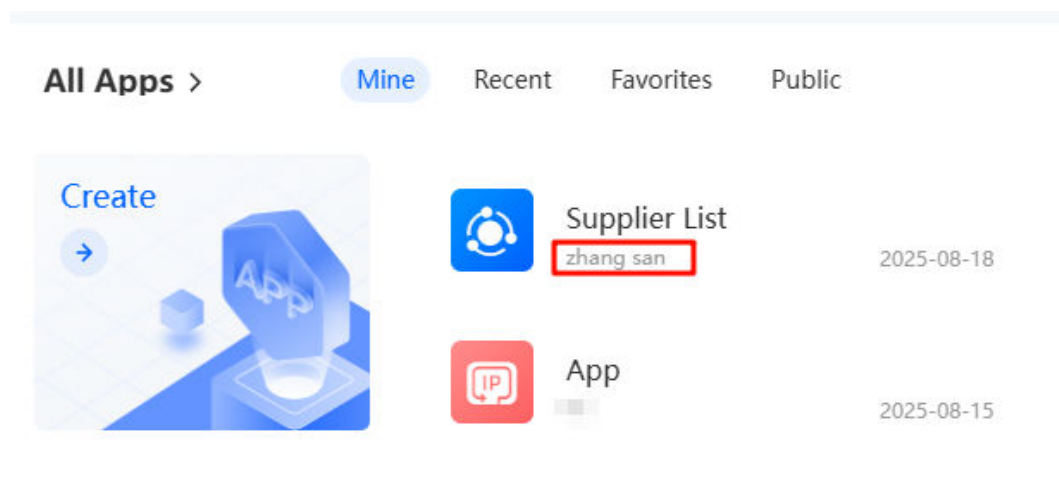 All Apps >
Mine Recent Favorites Public
Create
APP
Supplier List
zhang san
2025-08-18
IP
App
2025-08-15